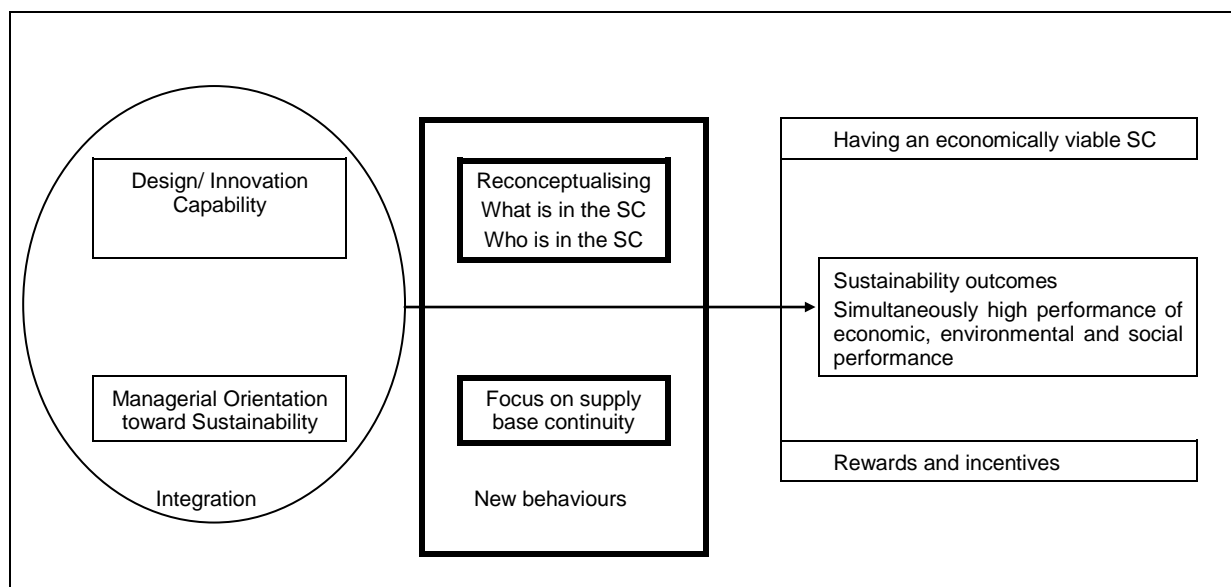 Design/ Innovation
Capability
Managerial Orientation
toward Sustainability
Integration
Reconceptualising
What is in the SC
Who is in the SC
Focus on supply
base continuity
New behaviours
Having an economically viable SC
Sustainability outcomes
Simultaneously high performance of
economic, environmental and social
performance
Rewards and incentives